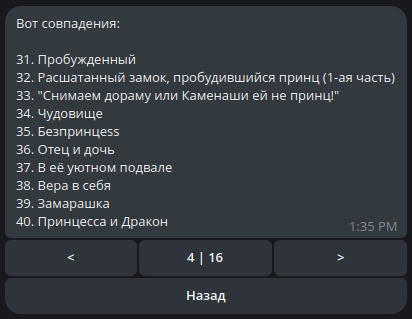 Вот совпадения:
31. Пробужденный
32. Расшатанный замок, пробудившийся принц (1-ая часть)
33. "Снимаем дораму или Каменаши ей не принц!"
34. Чудовище
35. Безпринцess
36. Отец и дочь
37. В её уютном подвале
38. Вера в себя
39. Замарашка
40. Принцесса и Дракон
1:35 PM
< 4 | 16 >
Назад